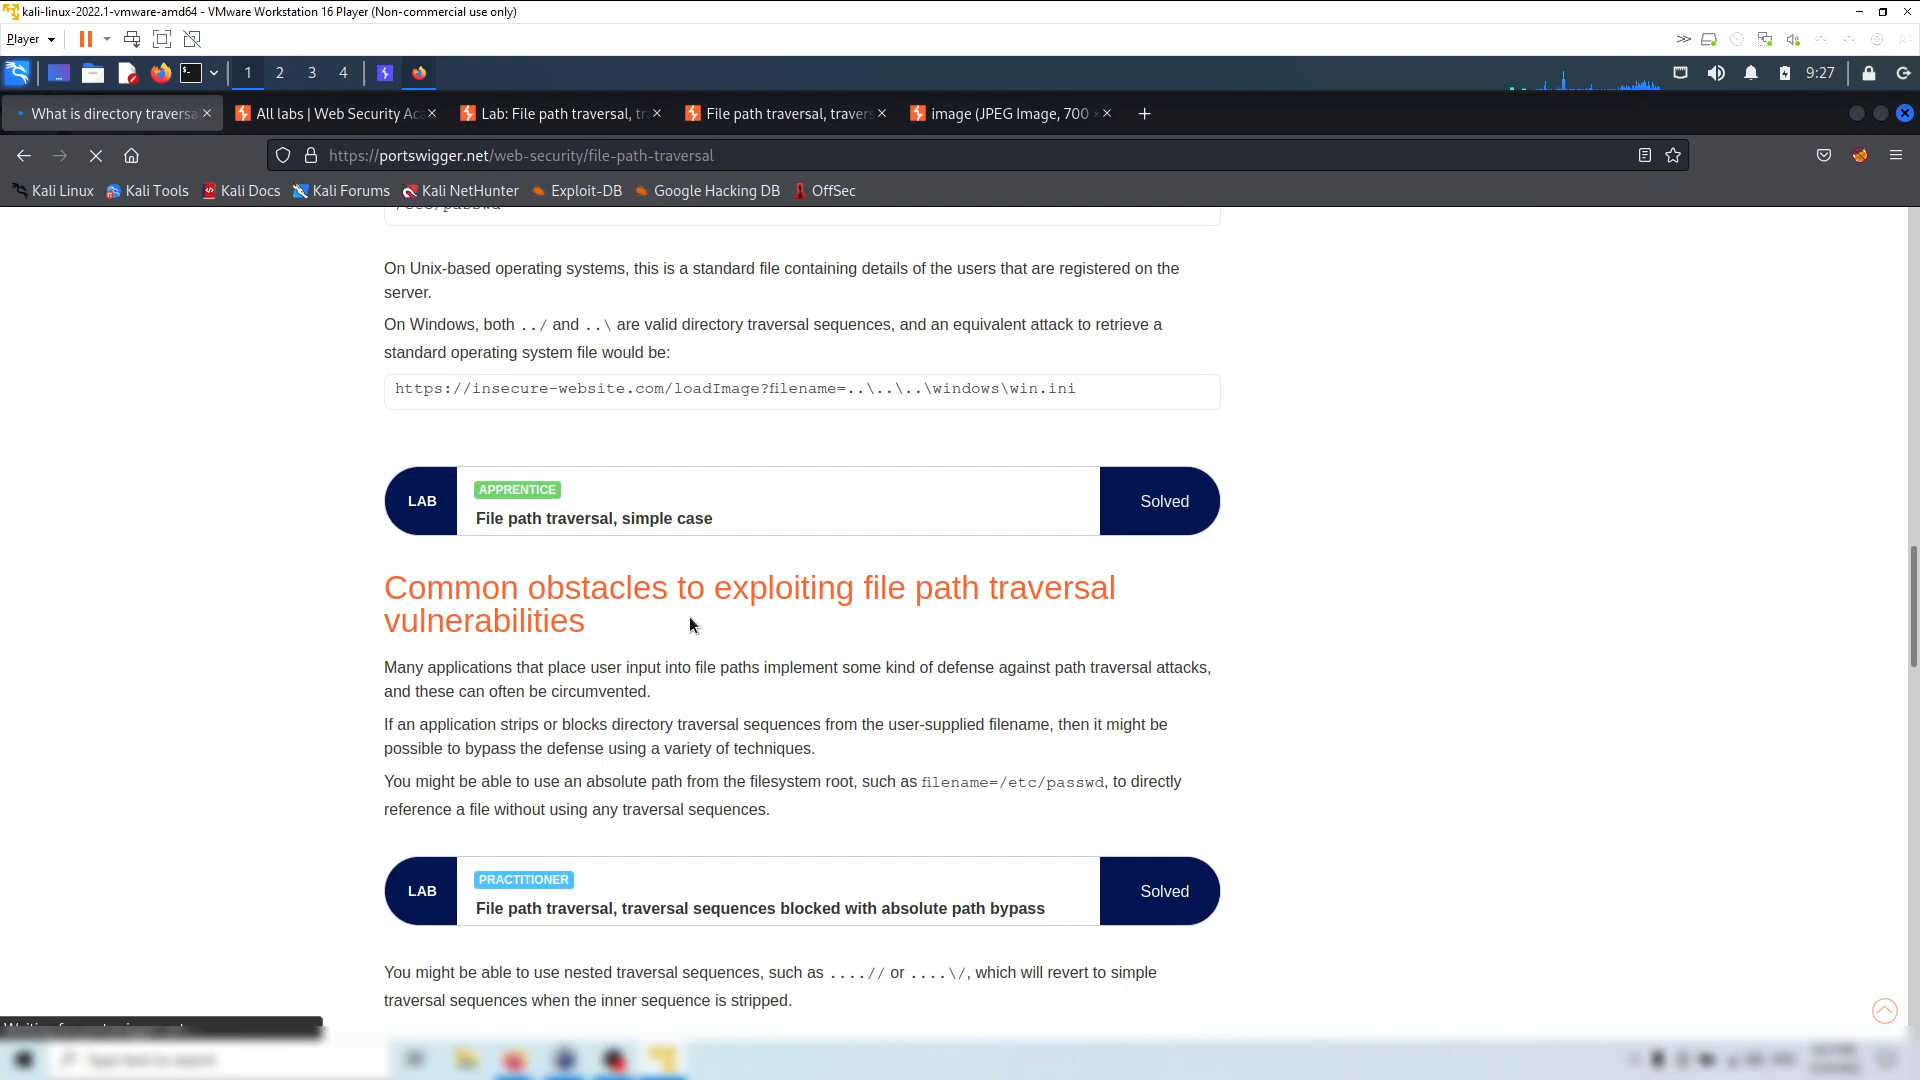 kali-linux-2022.1-vmware-amd64 - VMware Workstation 16 Player (Non-commercial use only)
Player
1 2 3 4 9:27
What is directory traversa
All labs | Web Security Ac
Lab: File path traversal, tr
File path traversal, traver
image (JPEG Image, 700
https://portswigger.net/web-security/file-path-traversal
Kali Linux Kali Tools Kali Docs Kali Forums Kali NetHunter Exploit-DB Google Hacking DB OffSec
/etc/passwd
On Unix-based operating systems, this is a standard file containing details of the users that are registered on the
server.
On Windows, both ../ and ..\ are valid directory traversal sequences, and an equivalent attack to retrieve a
standard operating system file would be:
https://insecure-website.com/loadImage?filename=..\..\..\windows\win.ini
LAB
APPRENTICE
File path traversal, simple case
Solved
Common obstacles to exploiting file path traversal
vulnerabilities
Many applications that place user input into file paths implement some kind of defense against path traversal attacks,
and these can often be circumvented.
If an application strips or blocks directory traversal sequences from the user-supplied filename, then it might be
possible to bypass the defense using a variety of techniques.
You might be able to use an absolute path from the filesystem root, such as filename=/etc/passwd, to directly
reference a file without using any traversal sequences.
LAB
PRACTITIONER
File path traversal, traversal sequences blocked with absolute path bypass
Solved
You might be able to use nested traversal sequences, such as ....// or ....\/, which will revert to simple
traversal sequences when the inner sequence is stripped.
Type here to search